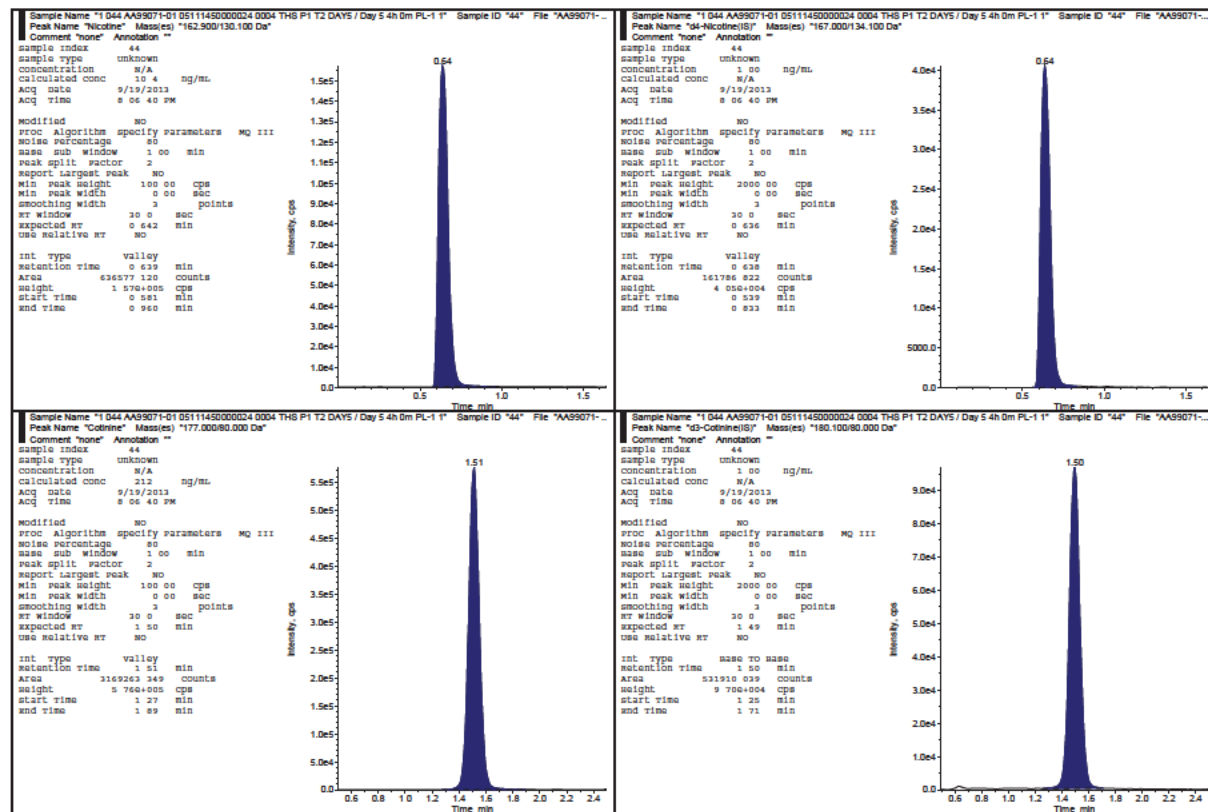 Sample Name "1 044 AA99071-01 05111450000024 0004 THS P1 T2 DAY5 / Day 5 4h 0m PL-1 1" Sample ID "44" File "AA99071-...
Peak Name "Nicotine" Mass(es) "162.900/130.100 Da"
Comment "none" Annotation ""
Sample Index 44
Sample Type Unknown
Concentration N/A
Calculated Conc 10 4 ng/mL
Acq Date 9/19/2013
Acq Time 8 06 40 PM
Modified NO
Proc Algorithm Specify Parameters MQ III
Noise Percentage 80
Base Sub Window 1 00 min
Peak Split Factor 2
Report Largest Peak NO
Min Peak Height 100 00 cps
Min Peak Width 0 00 sec
Smoothing Width 3 points
RT Window 30 0 sec
Expected RT 0 642 min
Use Relative RT NO
Int Type Valley
Retention Time 0 639 min
Area 636577 120 counts
Height 1 57e+005 cps
Start Time 0 581 min
End Time 0 960 min
0.64
Intensity, cps
1.5e5
1.4e5
1.3e5
1.2e5
1.1e5
1.0e5
9.0e4
8.0e4
7.0e4
6.0e4
5.0e4
4.0e4
3.0e4
2.0e4
1.0e4
0.0
0.5 1.0 1.5
Time, min
Sample Name "1 044 AA99071-01 05111450000024 0004 THS P1 T2 DAY5 / Day 5 4h 0m PL-1 1" Sample ID "44" File "AA99071-...
Peak Name "d4-Nicotine(IS)" Mass(es) "167.000/134.100 Da"
Comment "none" Annotation ""
Sample Index 44
Sample Type Unknown
Concentration 1 00 ng/mL
Calculated Conc N/A
Acq Date 9/19/2013
Acq Time 8 06 40 PM
Modified NO
Proc Algorithm Specify Parameters MQ III
Noise Percentage 80
Base Sub Window 1 00 min
Peak Split Factor 2
Report Largest Peak NO
Min Peak Height 2000 00 cps
Min Peak Width 0 00 sec
Smoothing Width 3 points
RT Window 30 0 sec
Expected RT 0 636 min
Use Relative RT NO
Int Type Valley
Retention Time 0 638 min
Area 161786 822 counts
Height 4 05e+004 cps
Start Time 0 539 min
End Time 0 833 min
0.64
Intensity, cps
4.0e4
3.5e4
3.0e4
2.5e4
2.0e4
1.5e4
1.0e4
5000.0
0.0
0.5 1.0 1.5
Time, min
Sample Name "1 044 AA99071-01 05111450000024 0004 THS P1 T2 DAY5 / Day 5 4h 0m PL-1 1" Sample ID "44" File "AA99071-...
Peak Name "Cotinine" Mass(es) "177.000/80.000 Da"
Comment "none" Annotation ""
Sample Index 44
Sample Type Unknown
Concentration N/A
Calculated Conc 212 ng/mL
Acq Date 9/19/2013
Acq Time 8 06 40 PM
Modified NO
Proc Algorithm Specify Parameters MQ III
Noise Percentage 80
Base Sub Window 1 00 min
Peak Split Factor 2
Report Largest Peak NO
Min Peak Height 100 00 cps
Min Peak Width 0 00 sec
Smoothing Width 3 points
RT Window 30 0 sec
Expected RT 1 50 min
Use Relative RT NO
Int Type Valley
Retention Time 1 51 min
Area 3169263 349 counts
Height 5 76e+005 cps
Start Time 1 27 min
End Time 1 89 min
1.51
Intensity, cps
5.5e5
5.0e5
4.5e5
4.0e5
3.5e5
3.0e5
2.5e5
2.0e5
1.5e5
1.0e5
5.0e4
0.0
0.6 0.8 1.0 1.2 1.4 1.6 1.8 2.0 2.2 2.4
Time, min
Sample Name "1 044 AA99071-01 05111450000024 0004 THS P1 T2 DAY5 / Day 5 4h 0m PL-1 1" Sample ID "44" File "AA99071-...
Peak Name "d3-Cotinine(IS)" Mass(es) "180.100/80.000 Da"
Comment "none" Annotation ""
Sample Index 44
Sample Type Unknown
Concentration 1 00 ng/mL
Calculated Conc N/A
Acq Date 9/19/2013
Acq Time 8 06 40 PM
Modified NO
Proc Algorithm Specify Parameters MQ III
Noise Percentage 80
Base Sub Window 1 00 min
Peak Split Factor 2
Report Largest Peak NO
Min Peak Height 2000 00 cps
Min Peak Width 0 00 sec
Smoothing Width 3 points
RT Window 30 0 sec
Expected RT 1 49 min
Use Relative RT NO
Int Type Base To Base
Retention Time 1 50 min
Area 531910 039 counts
Height 9 70e+004 cps
Start Time 1 25 min
End Time 1 71 min
1.50
Intensity, cps
9.0e4
8.0e4
7.0e4
6.0e4
5.0e4
4.0e4
3.0e4
2.0e4
1.0e4
0.0
0.6 0.8 1.0 1.2 1.4 1.6 1.8 2.0 2.2 2.4
Time, min